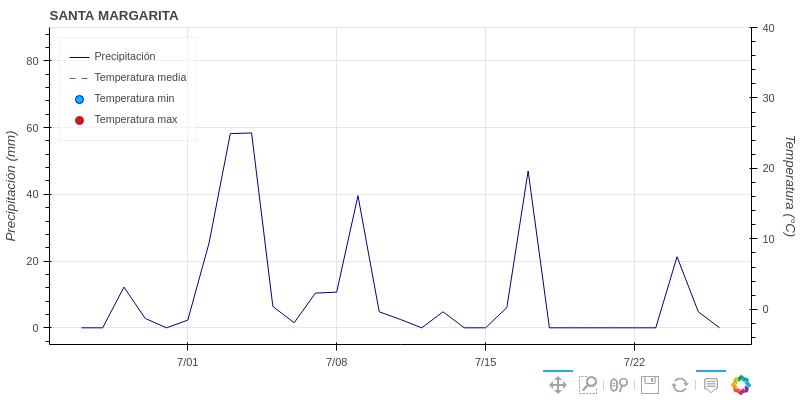 SANTA MARGARITA
Precipitación
Temperatura media
Temperatura min
Temperatura max
Precipitación (mm)
80
60
40
20
0
Temperatura (°C)
40
30
20
10
0
7/01
7/08
7/15
7/22